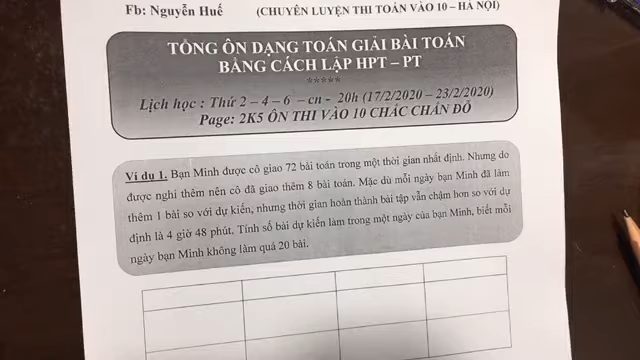 Fb: Nguyễn Huế (CHUYÊN LUYỆN THI TOÁN VÀO 10 – HÀ NỘI)
TỔNG ÔN DẠNG TOÁN GIẢI BÀI TOÁN
BẰNG CÁCH LẬP HPT – PT
*****
Lịch học : Thứ 2 – 4 – 6 – cn - 20h (17/2/2020 – 23/2/2020)
Page: 2K5 ÔN THI VÀO 10 CHẮC CHẮN ĐỖ
Ví dụ 1. Bạn Minh được cô giao 72 bài toán trong một thời gian nhất định. Nhưng do
được nghỉ thêm nên cô đã giao thêm 8 bài toán. Mặc dù mỗi ngày bạn Minh đã làm
thêm 1 bài so với dự kiến, nhưng thời gian hoàn thành bài tập vẫn chậm hơn so với dự
định là 4 giờ 48 phút. Tính số bài dự kiến làm trong một ngày của bạn Minh, biết mỗi
ngày bạn Minh không làm quá 20 bài.